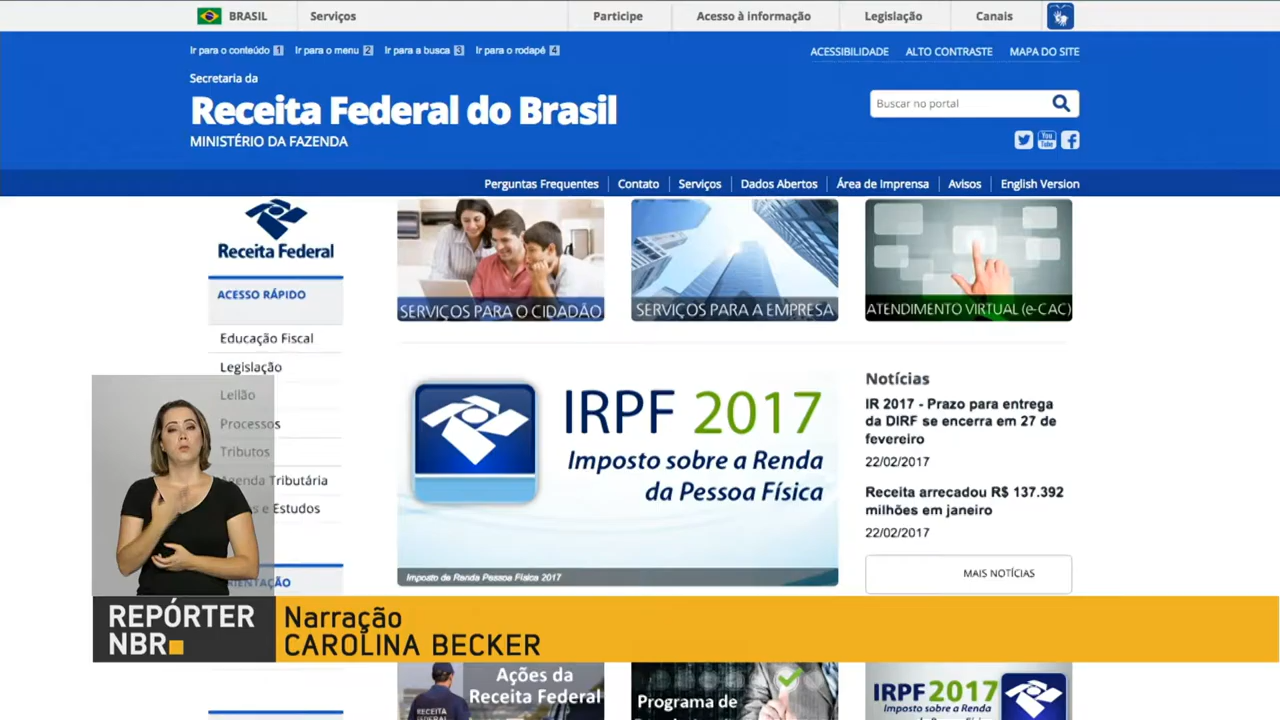 BRASIL Serviços Participe Acesso à informação Legislação Canais
Ir para o conteúdo 1 Ir para o menu 2 Ir para a busca 3 Ir para o rodapé 4
ACESSIBILIDADE ALTO CONTRASTE MAPA DO SITE
Secretaria da
Receita Federal do Brasil
MINISTÉRIO DA FAZENDA
Buscar no portal
You
Tube
Perguntas Frequentes Contato Serviços Dados Abertos Área de Imprensa Avisos English Version
Receita Federal
ACESSO RÁPIDO
Educação Fiscal
Legislação
Leilão
Processos
Tributos
Agenda Tributária
s e Estudos
SERVIÇOS PARA O CIDADÃO
SERVIÇOS PARA A EMPRESA
ATENDIMENTO VIRTUAL (e-CAC)
IRPF 2017
Imposto sobre a Renda
da Pessoa Física
Imposto de Renda Pessoa Física 2017
Notícias
IR 2017 - Prazo para entrega
da DIRF se encerra em 27 de
fevereiro
22/02/2017
Receita arrecadou R$ 137.392
milhões em janeiro
22/02/2017
MAIS NOTÍCIAS
REPÓRTER
NBR
Narração
CAROLINA BECKER
Ações da
Receita Federal
RECEITA
Programa de
IRPF 2017
Imposto sobre a Renda